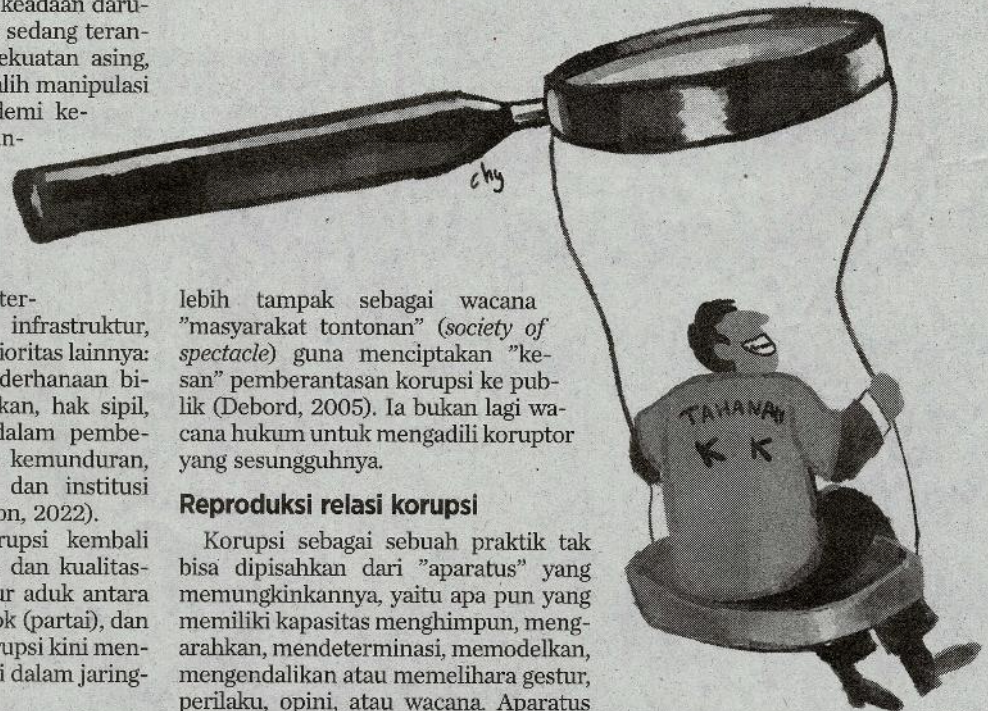 keadaan daru-
sedang teran-
ekuatan asing,
alih manipulasi
demi ke-
n-
ter-
infrastruktur,
ioritas lainnya:
derhanaan bi-
kan, hak sipil,
dalam pembe-
kemunduran,
dan institusi
on, 2022).
rupsi kembali
dan kualitas-
ur aduk antara
ok (partai), dan
rupsi kini men-
i dalam jaring-
chy
lebih tampak sebagai wacana
"masyarakat tontonan" (society of
spectacle) guna menciptakan "ke-
san" pemberantasan korupsi ke pub-
lik (Debord, 2005). Ia bukan lagi wa-
cana hukum untuk mengadili koruptor
yang sesungguhnya.
Reproduksi relasi korupsi
Korupsi sebagai sebuah praktik tak
bisa dipisahkan dari "aparatus" yang
memungkinkannya, yaitu apa pun yang
memiliki kapasitas menghimpun, meng-
arahkan, mendeterminasi, memodelkan,
mengendalikan atau memelihara gestur,
perilaku, opini, atau wacana. Aparatus
TAHANAN
K K